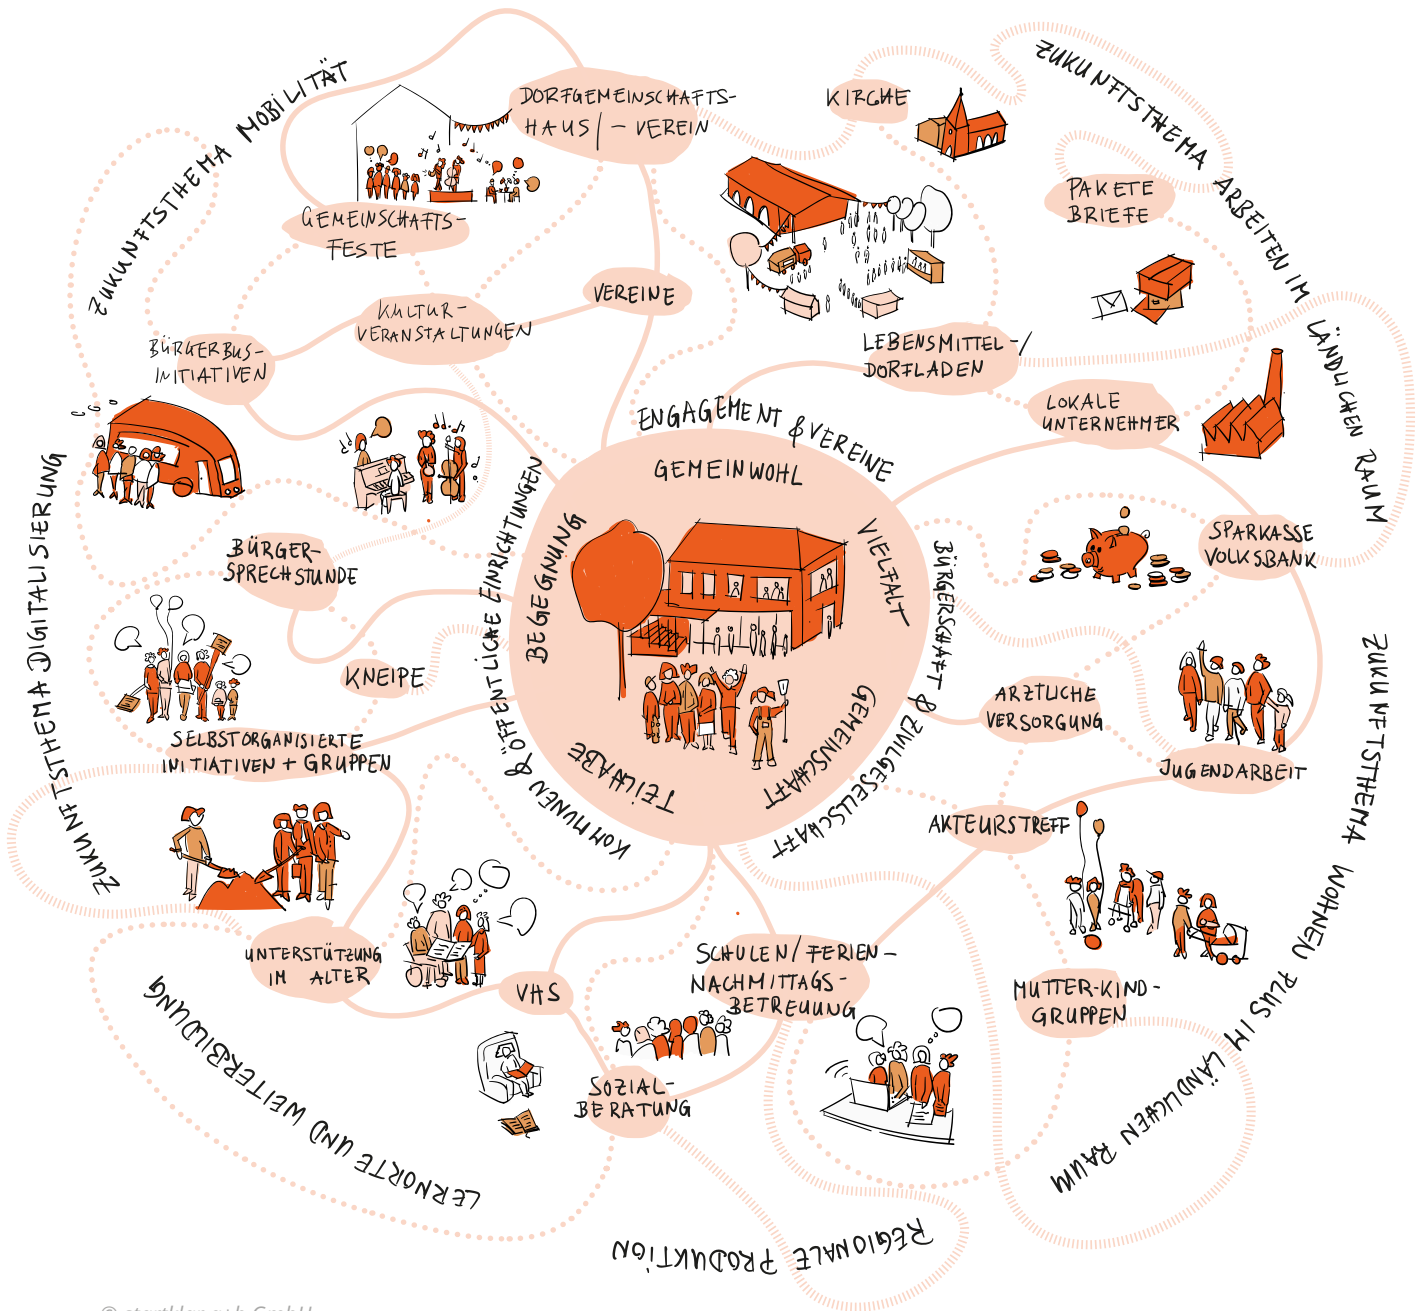 ZUKUNFTSTHEMA MOBILITÄT
DORFGEMEINSCHAFTS-
HAUS/-VEREIN
KIRCHE
ZUKUNFTSTHEMA ARBEITEN IM LÄNDLICHEN RAUM
PAKETE
BRIEFE
GEMEINSCHAFTS-
FESTE
VEREINE
KULTUR-
VERANSTALTUNGEN
BÜRGERBUS-
INITIATIVEN
LEBENSMITTEL-/
DORFLADEN
LOKALE
UNTERNEHMER
ENGAGEMENT & VEREINE
GEMEINWOHL
VIELFALT
GEMEINSCHAFT
TEILHABE
BEGEGNUNG
KOMMUNEN & ÖFFENTLICHE EINRICHTUNGEN
BÜRGERSCHAFT & ZIVILGESELLSCHAFT
SPARKASSE
VOLKSBANK
BÜRGER-
SPRECHSTUNDE
KNEIPE
ARZTLICHE
VERSORGUNG
ZUKUNFTSTHEMA DIGITALISIERUNG
SELBSTORGANISIERTE
INITIATIVEN + GRUPPEN
JUGENDARBEIT
AKTEURSTREFF
ZUKUNFTSTHEMA WOHNEN PLUS IM LÄNDLICHEN RAUM
UNTERSTÜTZUNG
IM ALTER
VHS
SCHULEN/FERIEN-
NACHMITTAGS-
BETREUUNG
MUTTER-KIND-
GRUPPEN
SOZIAL-
BERATUNG
LERNORTE UND WEITERBILDUNG
REGIONALE PRODUKTION